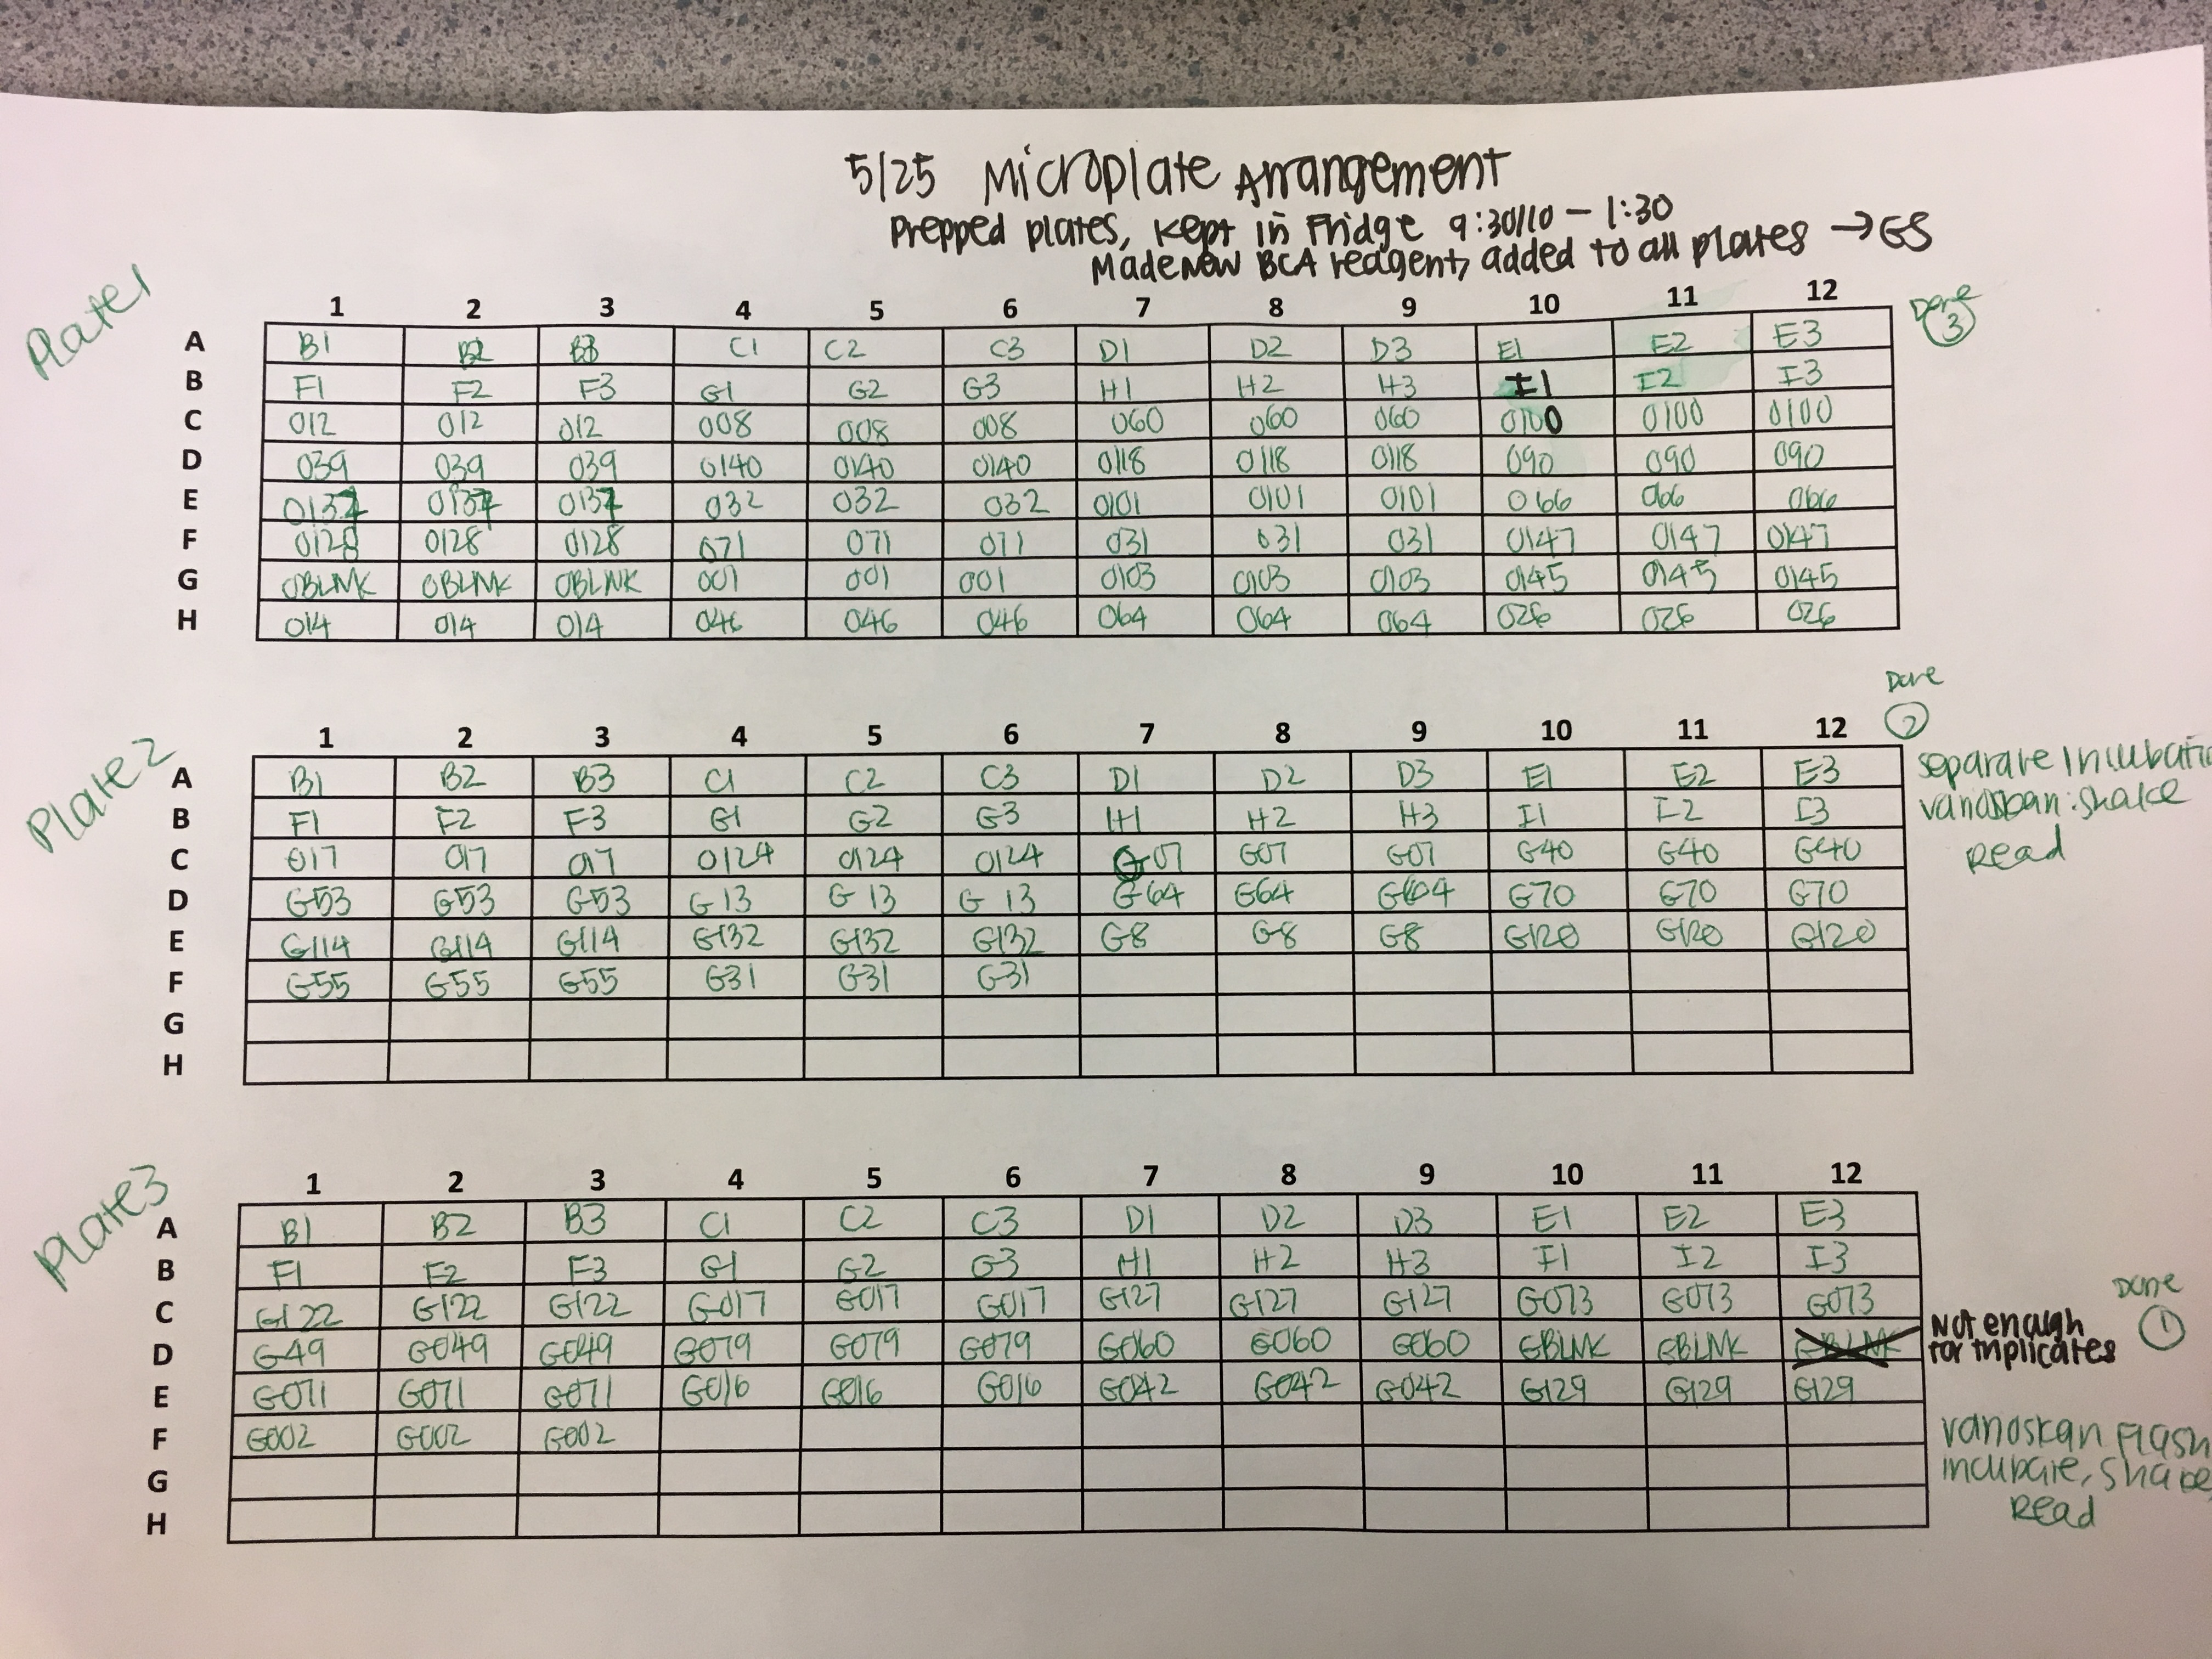 5/25 Microplate Arrangement
Prepped plates, kept in Fridge 9:30/10 – 1:30
Made new BCA reagent, added to all plates → GS
Plate 1
Done
3
1 2 3 4 5 6 7 8 9 10 11 12
A B1 B2 B3 C1 C2 C3 D1 D2 D3 E1 E2 E3
B F1 F2 F3 G1 G2 G3 H1 H2 H3 I1 I2 I3
C 012 012 012 008 008 008 060 060 060 0100 0100 0100
D 039 039 039 0140 0140 0140 0118 0118 0118 090 090 090
E 032 032 032 0101 0101 0101 066 066 066
F 0128 0128 0128 071 071 071 031 031 031 0147 0147 0147
G OBLNK OBLNK OBLNK 001 001 001 0103 0103 0103 0145 0145 0145
H 014 014 014 046 046 046 064 064 064 026 026 026
Plate 2
Done
2
1 2 3 4 5 6 7 8 9 10 11 12
A B1 B2 B3 C1 C2 C3 D1 D2 D3 E1 E2 E3
B F1 F2 F3 G1 G2 G3 H1 H2 H3 I1 I2 I3
C 017 017 017 0124 0124 0124 G07 G07 G07 G40 G40 G40
D G53 G53 G53 G13 G13 G13 G64 G64 G64 G70 G70 G70
E G114 G114 G114 G132 G132 G132 G8 G8 G8 G120 G120 G120
F G55 G55 G55 G31 G31 G31
G
H
separate Incubatio
varioskan: shake
read
Plate 3
1 2 3 4 5 6 7 8 9 10 11 12
A B1 B2 B3 C1 C2 C3 D1 D2 D3 E1 E2 E3
B F1 F2 F3 G1 G2 G3 H1 H2 H3 I1 I2 I3
C G122 G122 G122 G017 G017 G017 G127 G127 G127 G073 G073 G073
D G49 G049 G049 G079 G079 G079 G060 G060 G060 GBLNK GBLNK GBLNK
E G071 G071 G071 G016 G016 G016 G042 G042 G042 G129 G129 G129
F G002 G002 G002
G
H
Done
1
Not enough
for triplicates
varioskan Flash
incubate, shake,
read